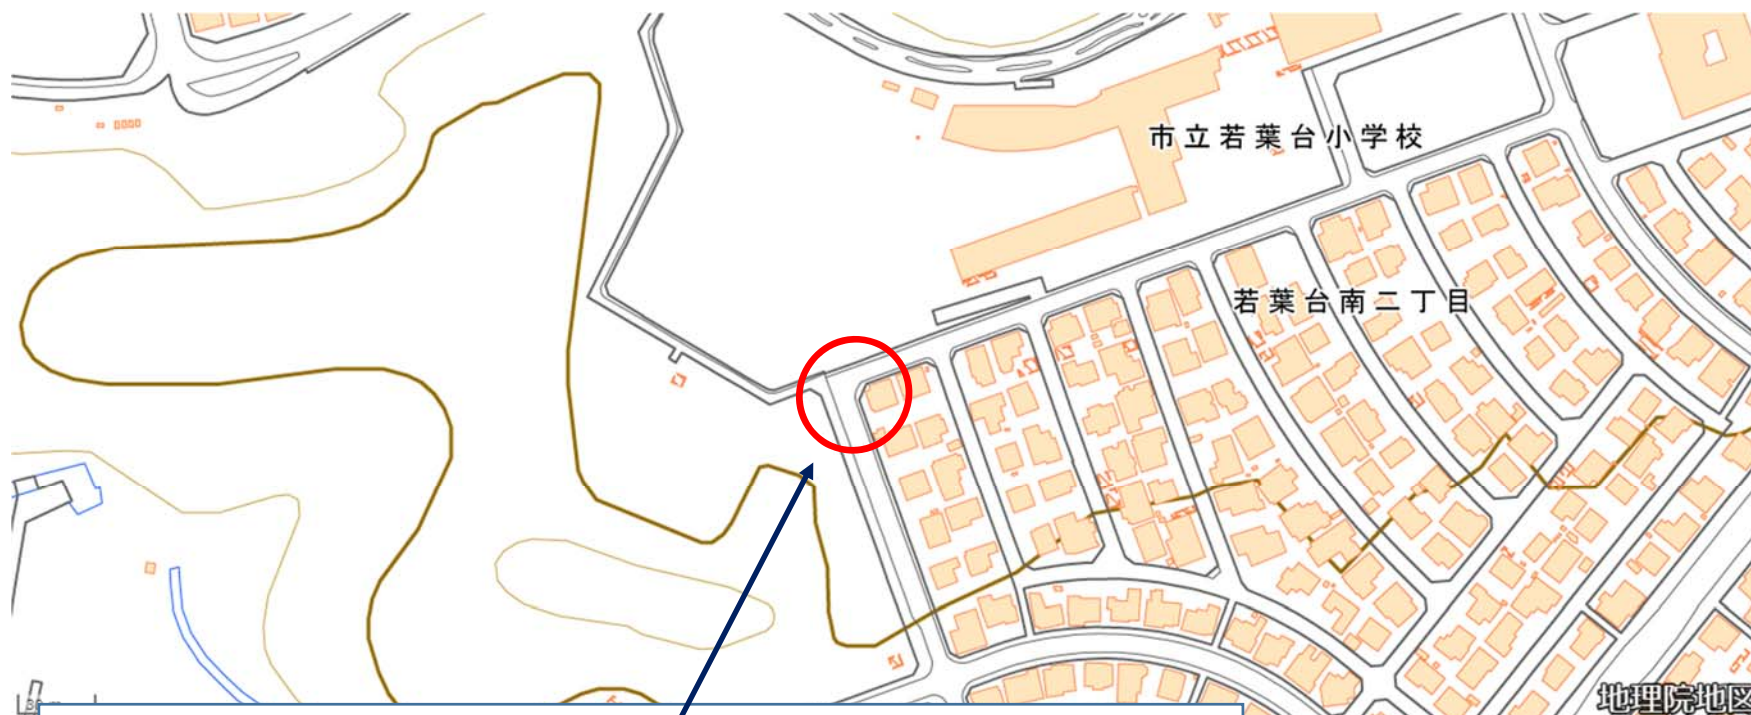 市立若葉台小学校
若葉台南二丁目
地理院地図